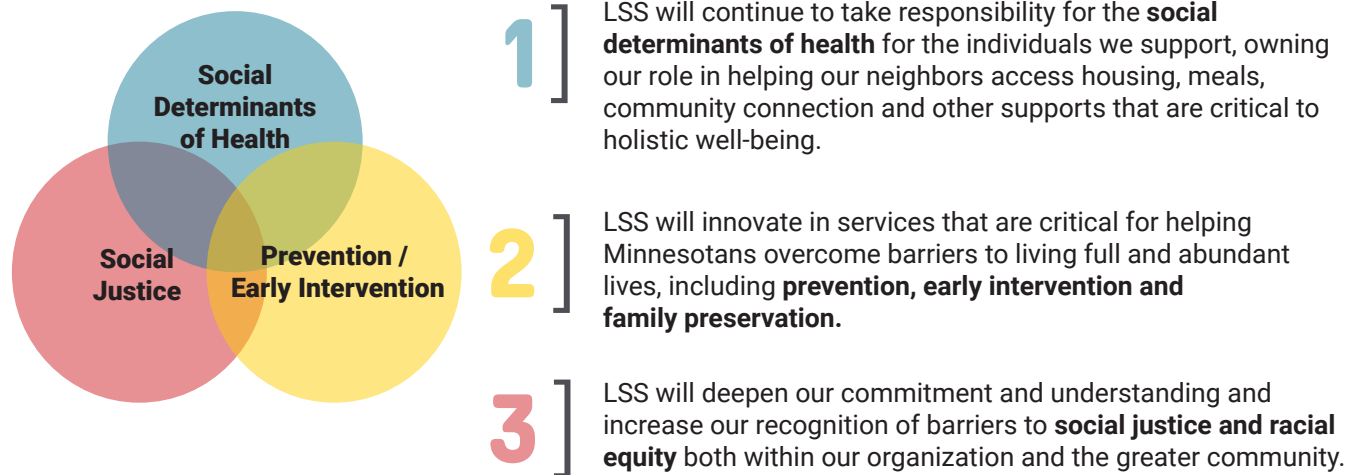 Social
Determinants
of Health
Social
Justice
Prevention /
Early Intervention
1
LSS will continue to take responsibility for the social
determinants of health for the individuals we support, owning
our role in helping our neighbors access housing, meals,
community connection and other supports that are critical to
holistic well-being.
2
LSS will innovate in services that are critical for helping
Minnesotans overcome barriers to living full and abundant
lives, including prevention, early intervention and
family preservation.
3
LSS will deepen our commitment and understanding and
increase our recognition of barriers to social justice and racial
equity both within our organization and the greater community.